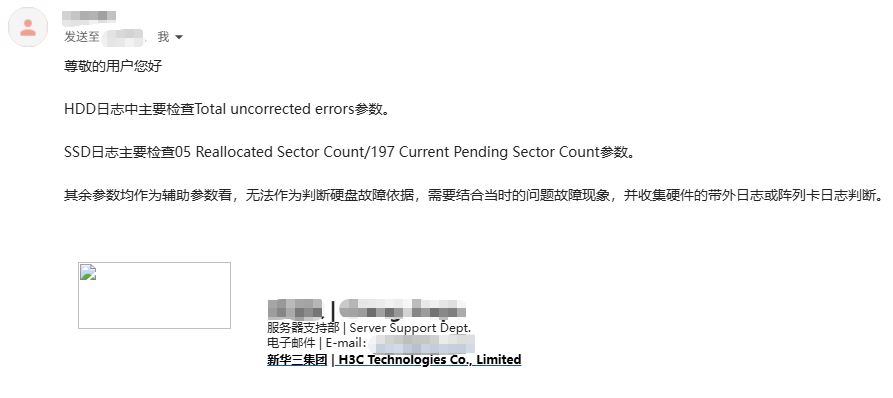 发送至
我
尊敬的用户您好
HDD日志中主要检查Total uncorrected errors参数。
SSD日志主要检查05 Reallocated Sector Count/197 Current Pending Sector Count参数。
其余参数均作为辅助参数看，无法作为判断硬盘故障依据，需要结合当时的问题故障现象，并收集硬件的带外日志或阵列卡日志判断。
|
服务器支持部 | Server Support Dept.
电子邮件 | E-mail：
新华三集团 | H3C Technologies Co., Limited